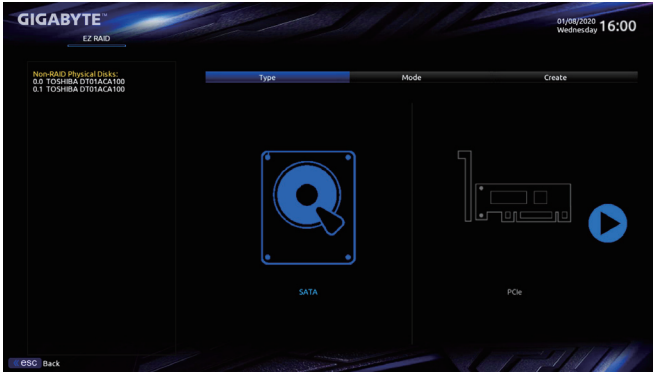 GIGABYTE™
01/08/2020
Wednesday 16:00
EZ RAID
Non-RAID Physical Disks:
0.0 TOSHIBA DT01ACA100
0.1 TOSHIBA DT01ACA100
Type Mode Create
SATA PCIe
esc Back